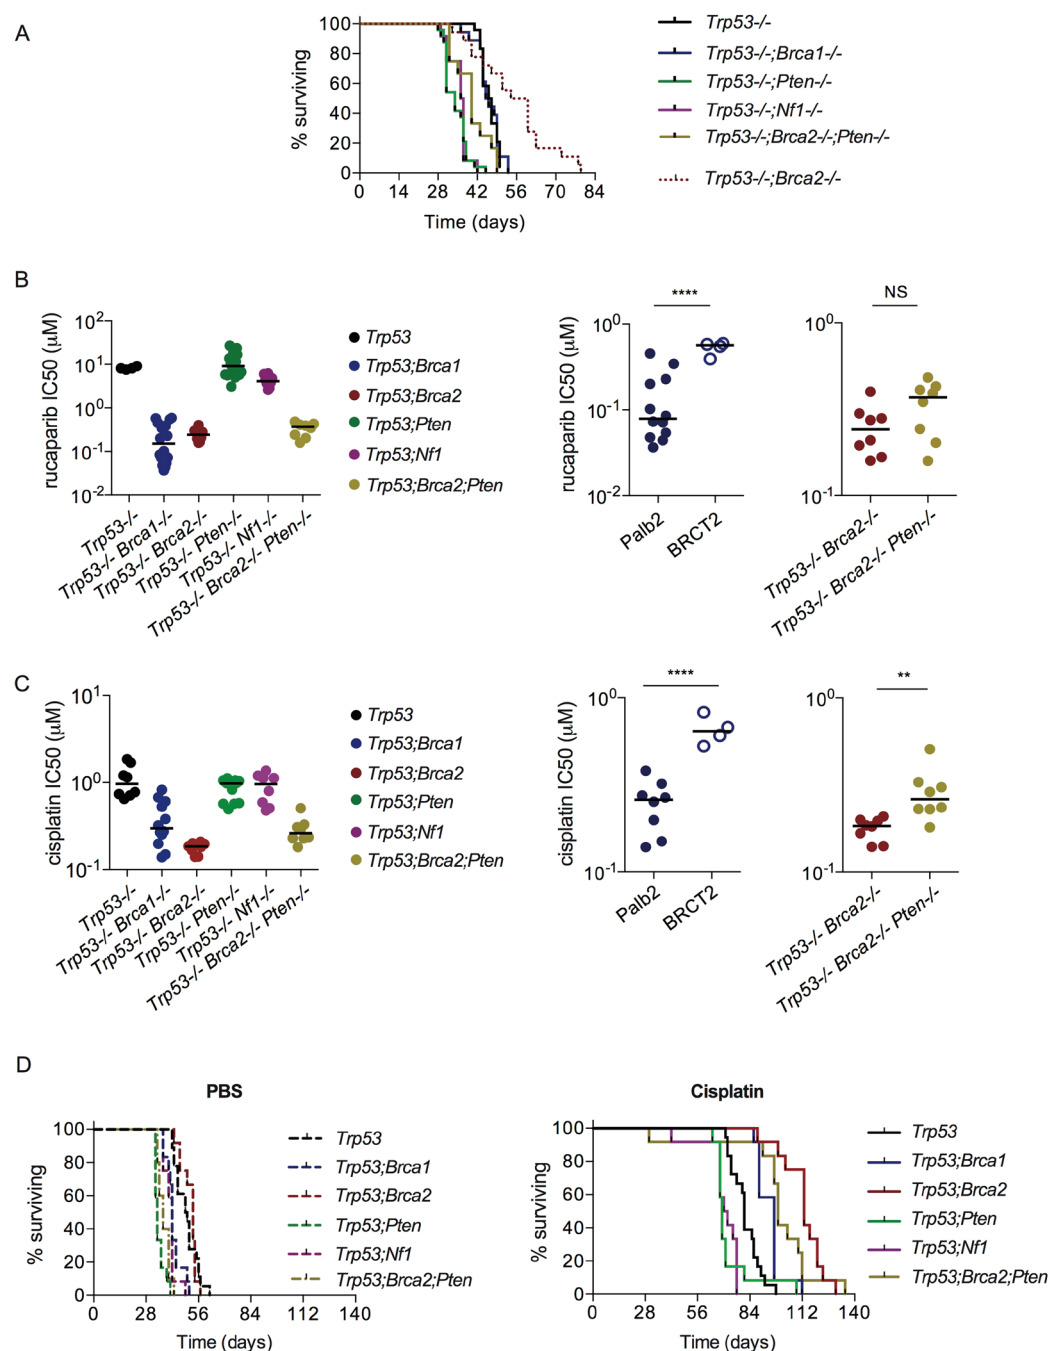 A
100
80
60
40
20
0
% surviving
0 14 28 42 56 70 84
Time (days)
Trp53-/-
Trp53-/-;Brca1-/-
Trp53-/-;Pten-/-
Trp53-/-;Nf1-/-
Trp53-/-;Brca2-/-;Pten-/-
Trp53-/-;Brca2-/-
B
rucaparib IC50 (µM)
10²
10¹
10⁰
10⁻¹
10⁻²
Trp53-/-
Trp53-/- Brca1-/-
Trp53-/- Brca2-/-
Trp53-/- Pten-/-
Trp53-/- Nf1-/-
Trp53-/- Brca2-/- Pten-/-
Trp53
Trp53;Brca1
Trp53;Brca2
Trp53;Pten
Trp53;Nf1
Trp53;Brca2;Pten
****
rucaparib IC50 (µM)
10⁰
10⁻¹
10⁻²
Palb2
BRCT2
NS
10⁰
10⁻¹
Trp53-/- Brca2-/-
Trp53-/- Brca2-/- Pten-/-
C
cisplatin IC50 (µM)
10¹
10⁰
10⁻¹
Trp53-/-
Trp53-/- Brca1-/-
Trp53-/- Brca2-/-
Trp53-/- Pten-/-
Trp53-/- Nf1-/-
Trp53-/- Brca2-/- Pten-/-
Trp53
Trp53;Brca1
Trp53;Brca2
Trp53;Pten
Trp53;Nf1
Trp53;Brca2;Pten
****
cisplatin IC50 (µM)
10⁰
10⁻¹
Palb2
BRCT2
**
10⁰
10⁻¹
Trp53-/- Brca2-/-
Trp53-/- Brca2-/- Pten-/-
D
PBS
100
80
60
40
20
0
% surviving
0 28 56 84 112 140
Time (days)
Trp53
Trp53;Brca1
Trp53;Brca2
Trp53;Pten
Trp53;Nf1
Trp53;Brca2;Pten
Cisplatin
100
80
60
40
20
0
% surviving
0 28 56 84 112 140
Time (days)
Trp53
Trp53;Brca1
Trp53;Brca2
Trp53;Pten
Trp53;Nf1
Trp53;Brca2;Pten